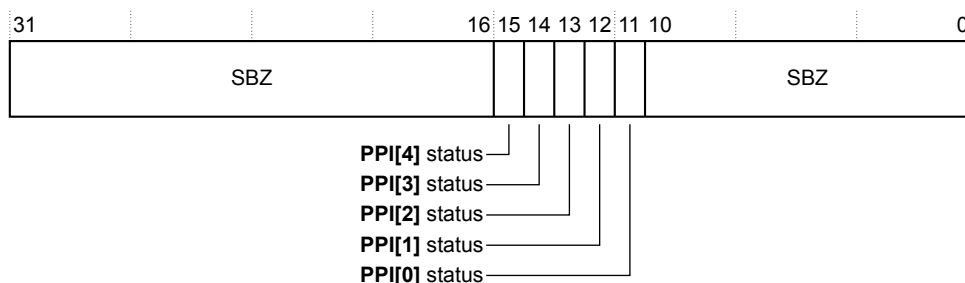 31 16 15 14 13 12 11 10 0
SBZ SBZ
PPI[4] status
PPI[3] status
PPI[2] status
PPI[1] status
PPI[0] status